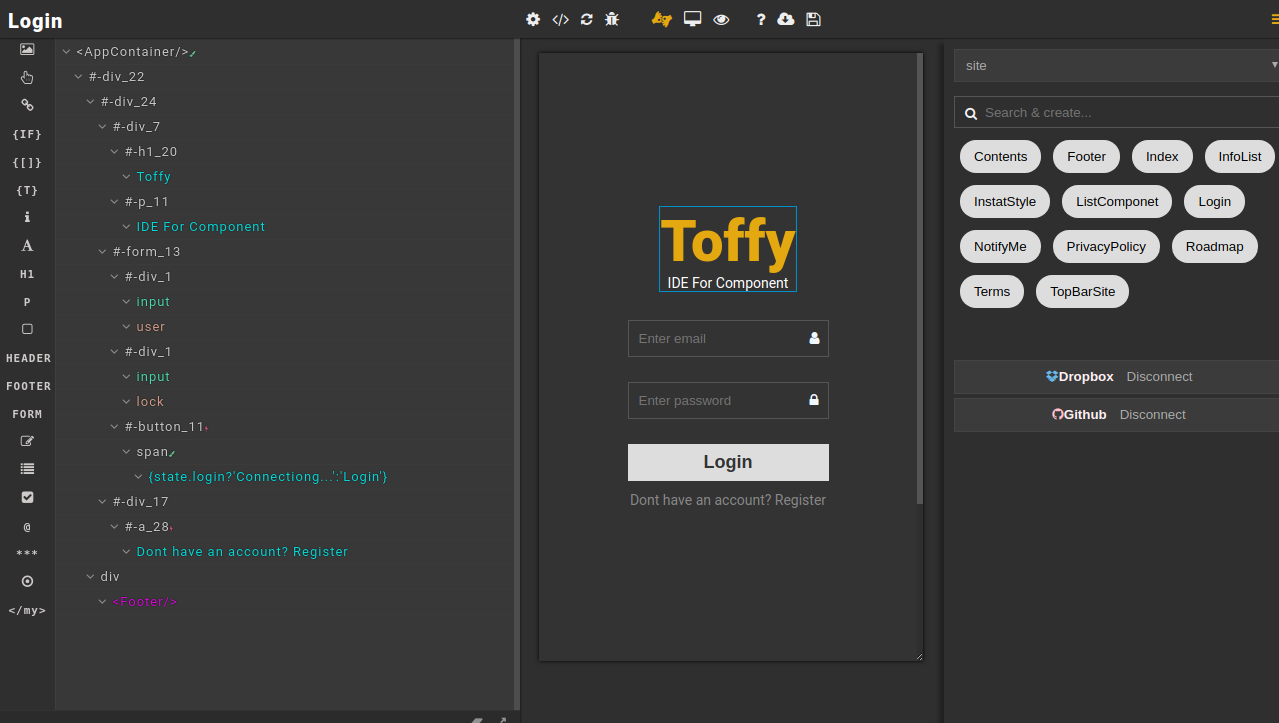 Login
</>
?
{IF}
{[]}
{T}
i
A
H1
P
HEADER
FOOTER
FORM
@
***
</my>
<AppContainer/>
#-div_22
#-div_24
#-div_7
#-h1_20
Toffy
#-p_11
IDE For Component
#-form_13
#-div_1
input
user
#-div_1
input
lock
#-button_11
span
{state.login?'Connectiong...':'Login'}
#-div_17
#-a_28
Dont have an account? Register
div
<Footer/>
Toffy
IDE For Component
Enter email
Enter password
Login
Dont have an account? Register
site
Search & create...
Contents Footer Index InfoList
InstatStyle ListComponet Login
NotifyMe PrivacyPolicy Roadmap
Terms TopBarSite
Dropbox Disconnect
Github Disconnect